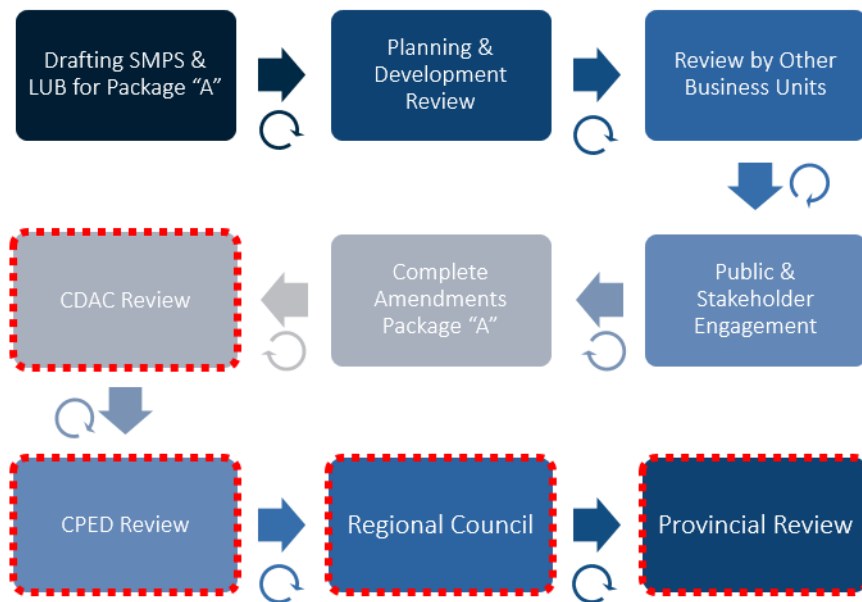 Drafting SMPS &
LUB for Package “A”
Planning &
Development
Review
Review by Other
Business Units
Public &
Stakeholder
Engagement
Complete
Amendments
Package “A”
CDAC Review
CPED Review
Regional Council
Provincial Review